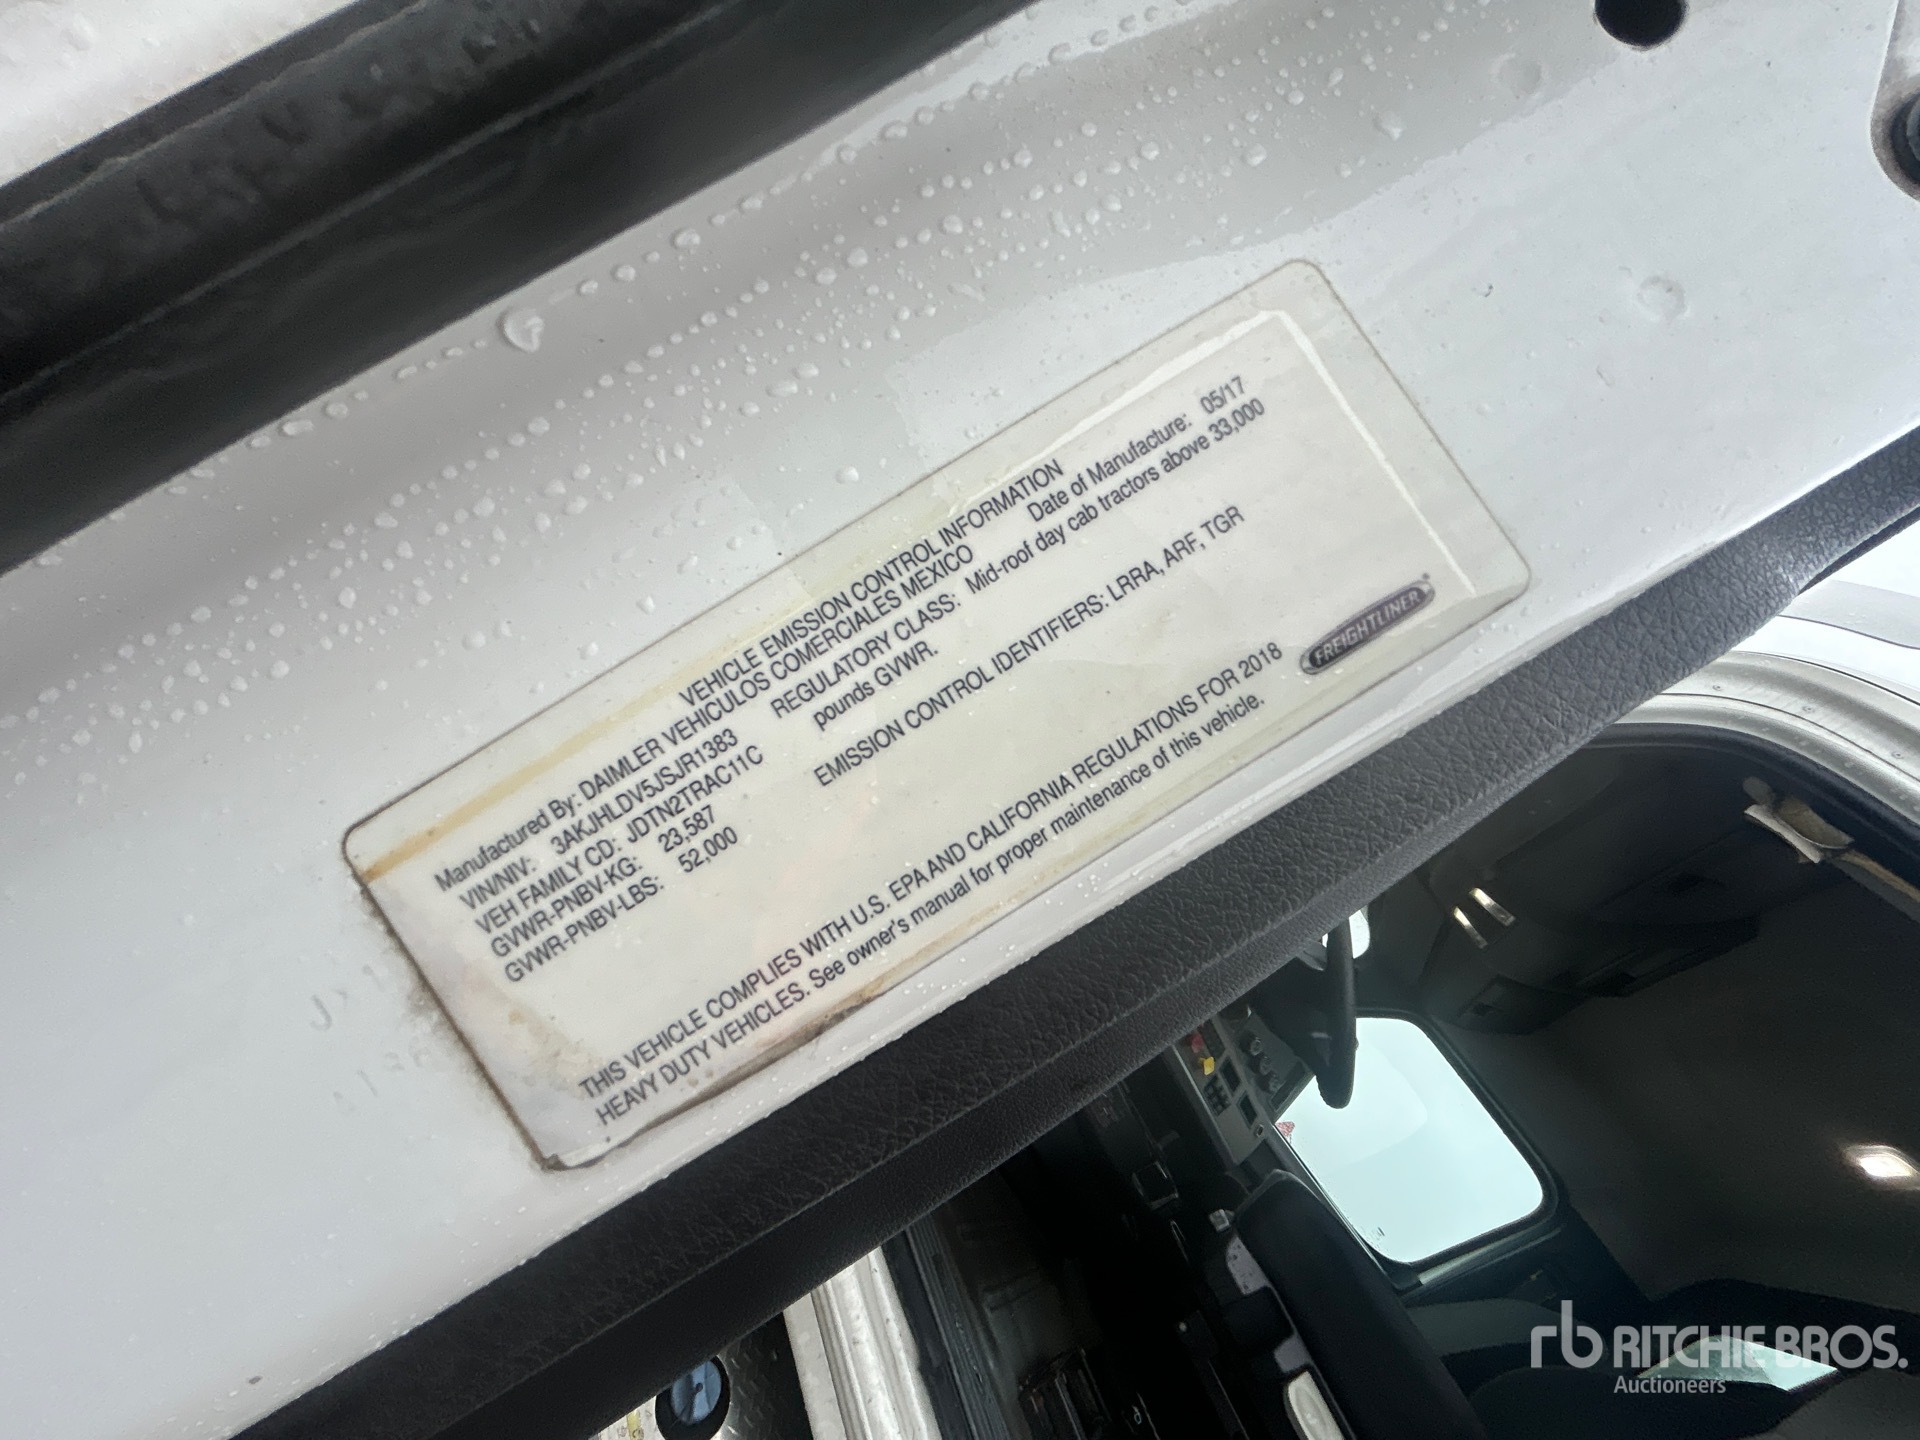 VEHICLE EMISSION CONTROL INFORMATION
Manufactured By: DAIMLER VEHICULOS COMERCIALES MEXICO
Date of Manufacture: 05/17
VIN/NIV: 3AKJHLDV5JSJR1383
REGULATORY CLASS: Mid-roof day cab tractors above 33,000
pounds GVWR.
VEH FAMILY CD: JDTN2TRAC11C
GVWR-PNBV-KG: 23,587
GVWR-PNBV-LBS: 52,000
EMISSION CONTROL IDENTIFIERS: LRRA, ARF, TGR
THIS VEHICLE COMPLIES WITH U.S. EPA AND CALIFORNIA REGULATIONS FOR 2018
HEAVY DUTY VEHICLES. See owner's manual for proper maintenance of this vehicle.
FREIGHTLINER
rb RITCHIE BROS.
Auctioneers